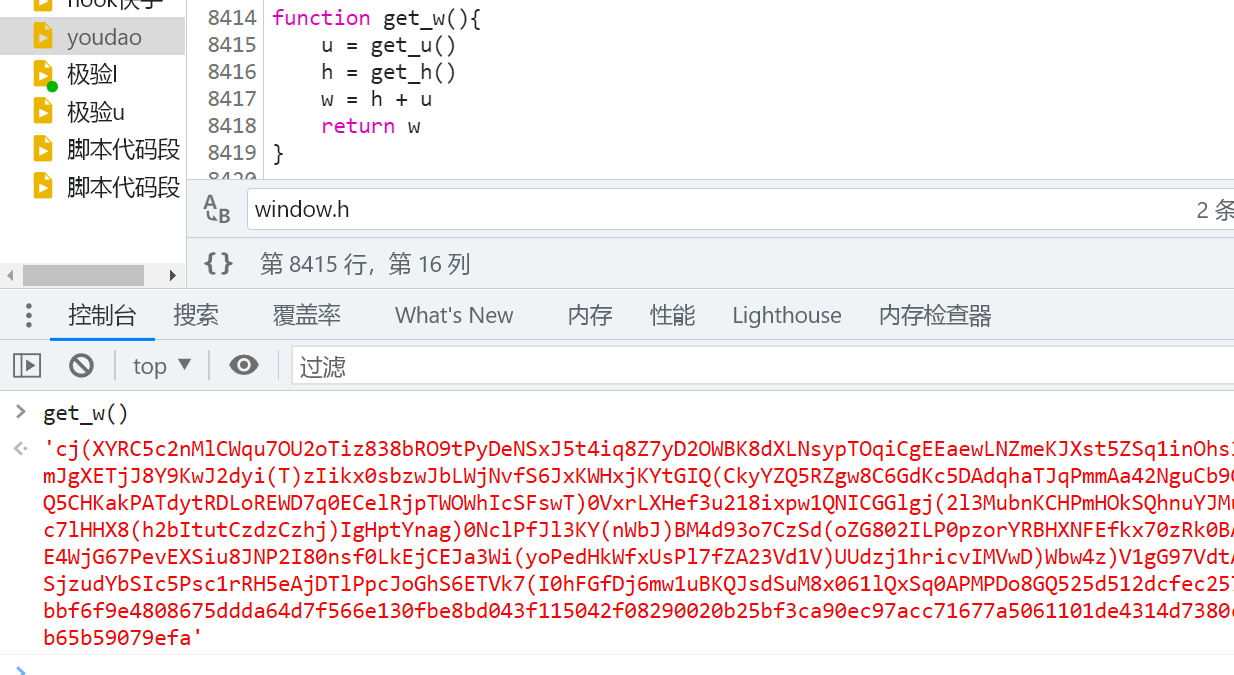 hook快手
youdao
极验l
极验u
脚本代码段
脚本代码段
8414 function get_w(){
8415 u = get_u()
8416 h = get_h()
8417 w = h + u
8418 return w
8419 }
8420
window.h
2 条
{} 第 8415 行，第 16 列
控制台 搜索 覆盖率 What's New 内存 性能 Lighthouse 内存检查器
top 过滤
> get_w()
'cj(XYRC5c2nMlCWqu7OU2oTiz838bRO9tPyDeNSxJ5t4iq8Z7yD2OWBK8dXLNsypTOqiCgEEaewLNZmeKJXst5ZSq1inOhs
mJgXETjJ8Y9KwJ2dyi(T)zIikx0sbzwJbLWjNvfS6JxKWHxjKYtGIQ(CkyYZQ5RZgw8C6GdKc5DAdqhaTJqPmmAa42NguCb9
Q5CHKakPATdytRDLoREWD7q0ECelRjpTWOWhIcSFswT)0VxrLXHef3u218ixpw1QNICGGlgj(2l3MubnKCHPmHOkSQhnuYJM
c7lHHX8(h2bItutCzdzCzhj)IgHptYnag)0NclPfJl3KY(nWbJ)BM4d93o7CzSd(oZG802ILP0pzorYRBHXNFEfkx70zRk0B
E4WjG67PevEXSiu8JNP2I80nsf0LkEjCEJa3Wi(yoPedHkWfxUsPl7fZA23Vd1V)UUdzj1hricvIMVwD)Wbw4z)V1gG97Vdt
SjzudYbSIc5Psc1rRH5eAjDTlPpcJoGhS6ETVk7(I0hFGfDj6mw1uBKQJsdSuM8x061lQxSq0APMPDo8GQ525d512dcfec25
bbf6f9e4808675ddda64d7f566e130fbe8bd043f115042f08290020b25bf3ca90ec97acc71677a5061101de4314d7380
b65b59079efa'